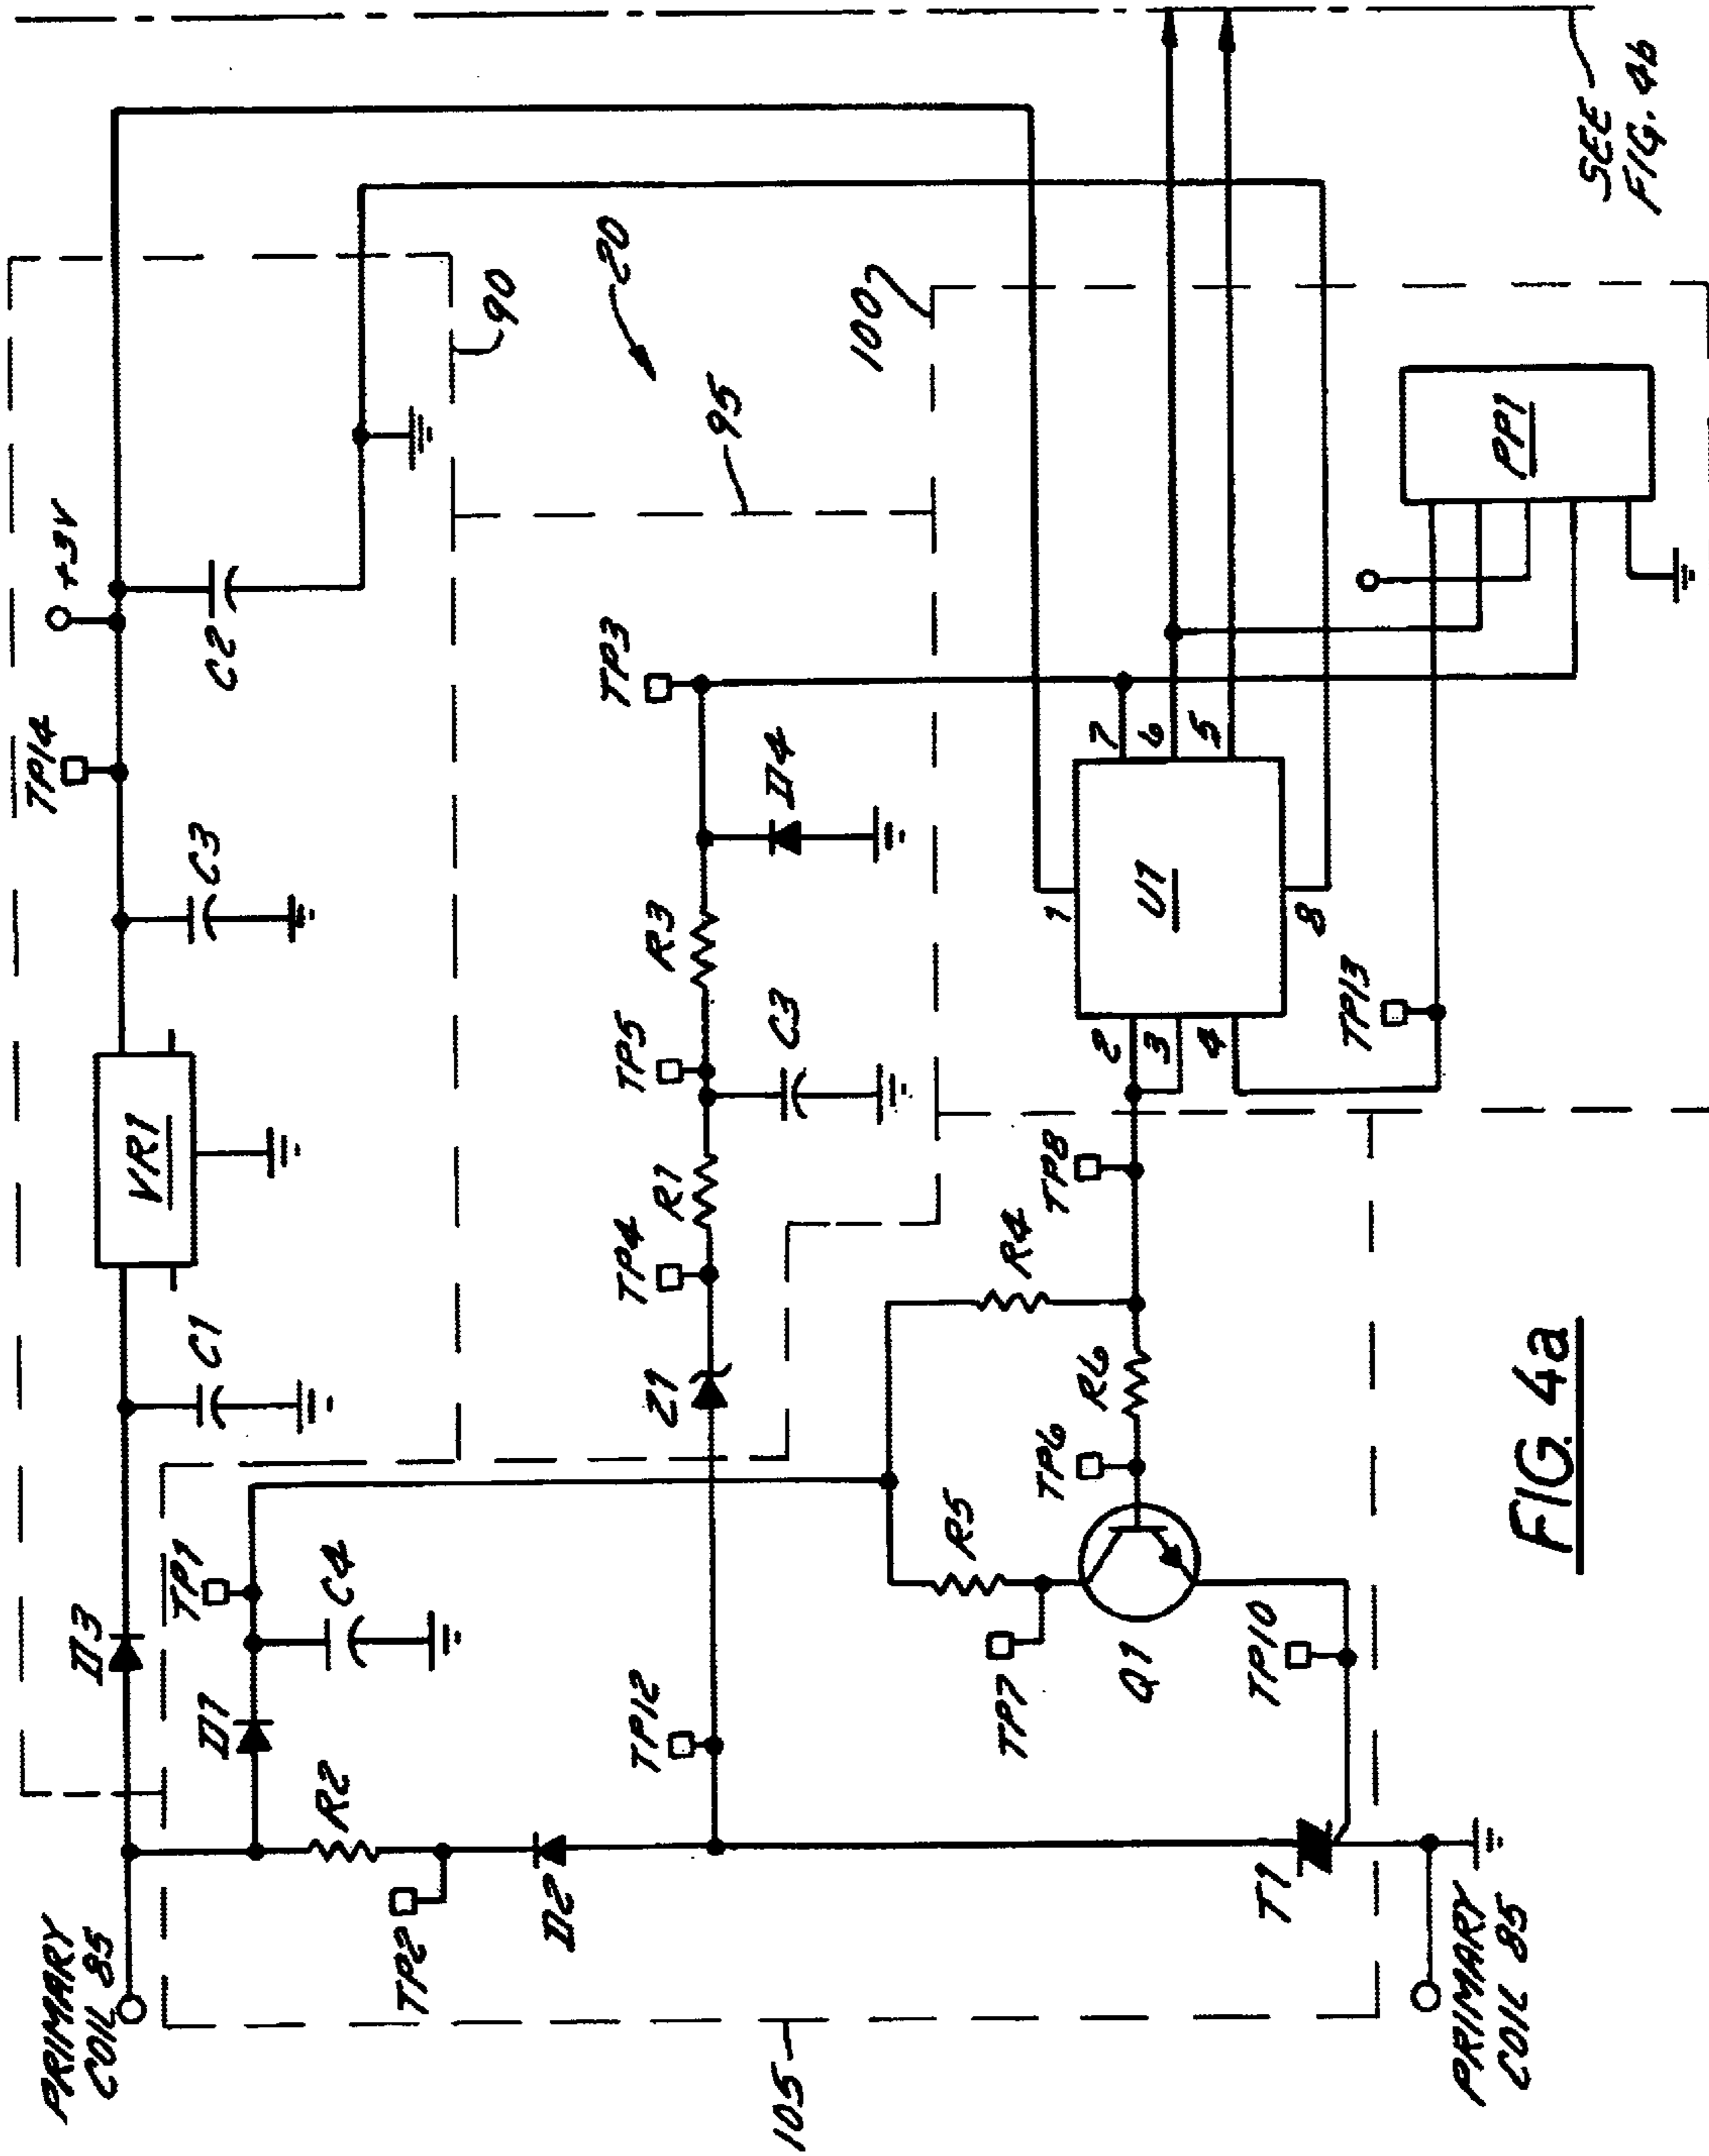 PRIMARY
COIL 85
D3
C1
VR1
C3
TP14
+3V
C2
90
TP1
D1
C4
R2
TP2
D2
TP12
Z1
TP4
R1
TP5
C3
R3
D4
TP3
20
95
105
R5
TP7
Q1
TP6
R6
R4
TP8
TP10
T1
100
1
2
3
4
U1
7
6
5
8
TP13
PP1
PRIMARY
COIL 85
FIG. 4a
SEE
FIG. 4b